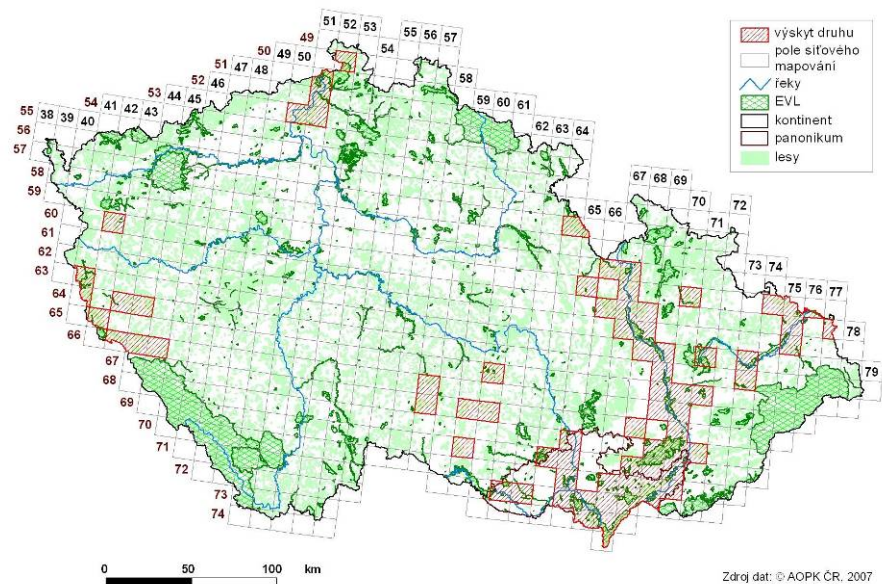 51 52 53
49
54
55 56 57
50
49 50
58
51
47 48
52
46
59 60 61
53
44 45
54
41 42 43
55
38 39 40
56
57
58
59
60
61
62
63
64
65
66
67
68
69
70
71
72
73
74
62 63 64
65 66
67 68 69
70
71
72
73 74
75 76 77
78
79
výskyt druhu
pole síťového
mapování
řeky
EVL
kontinent
panonikum
lesy
0 50 100 km
Zdroj dat: © AOPK ČR, 2007